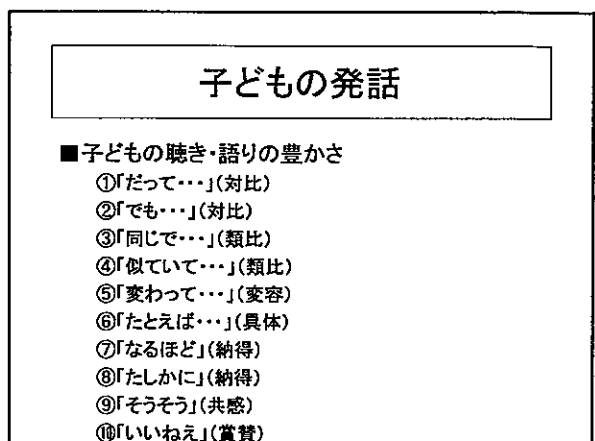 子どもの発話
■子どもの聴き・語りの豊かさ
①「だって・・・」(対比)
②「でも・・・」(対比)
③「同じで・・・」(類比)
④「似ていて・・・」(類比)
⑤「変わって・・・」(変容)
⑥「たとえば・・・」(具体)
⑦「なるほど」(納得)
⑧「たしかに」(納得)
⑨「そうそう」(共感)
⑩「いいねえ」(賞賛)